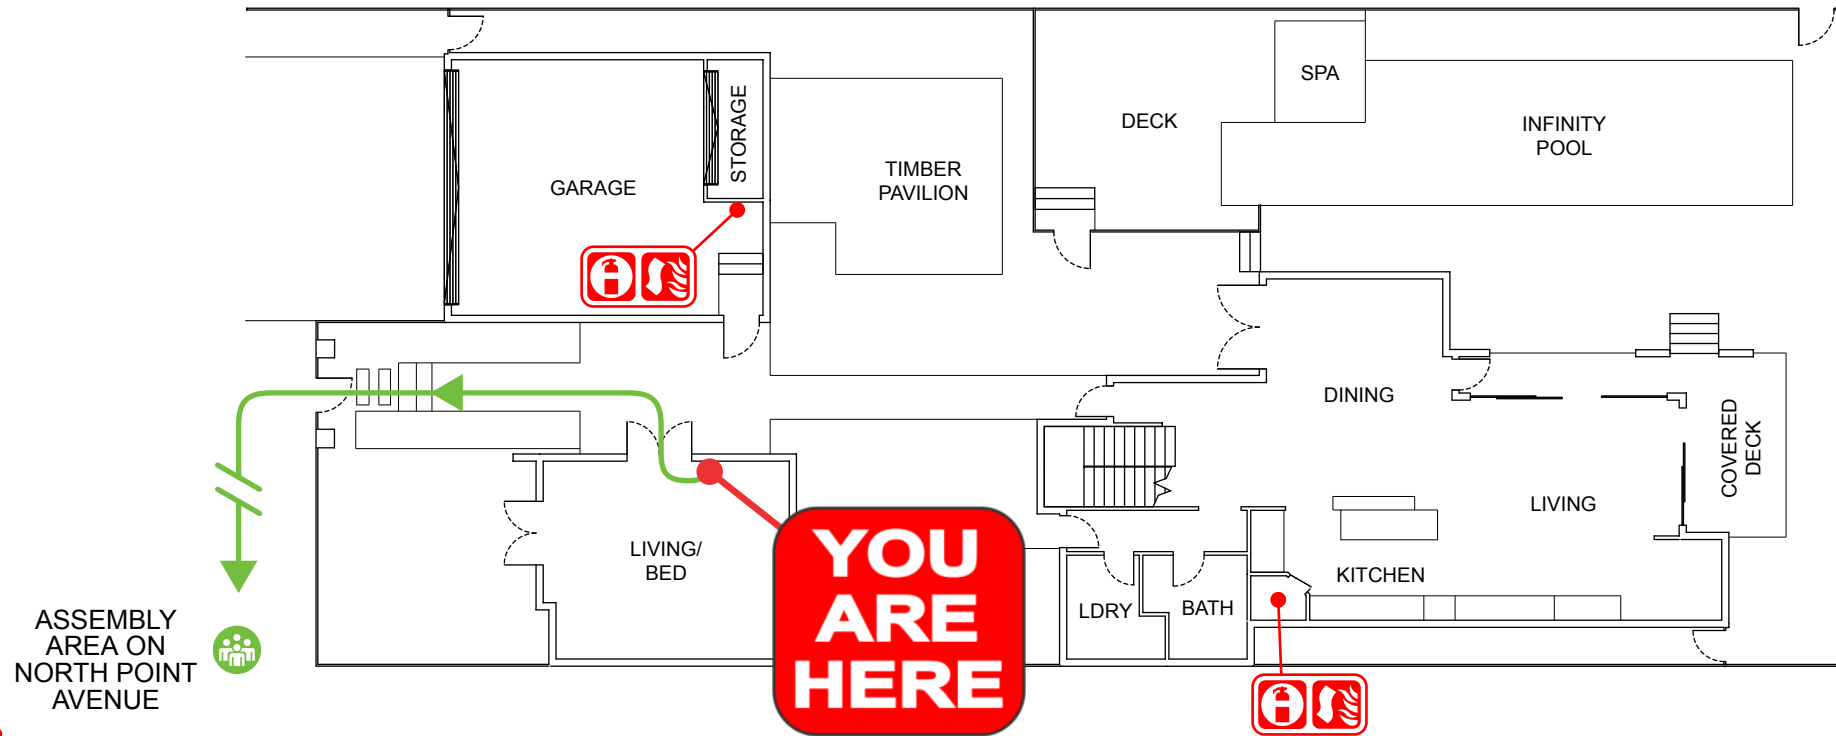 SPA
STORAGE
DECK
INFINITY
POOL
TIMBER
PAVILION
GARAGE
DINING
COVERED
DECK
LIVING
LIVING/
BED
YOU
ARE
HERE
KITCHEN
LDRY
BATH
ASSEMBLY
AREA ON
NORTH POINT
AVENUE